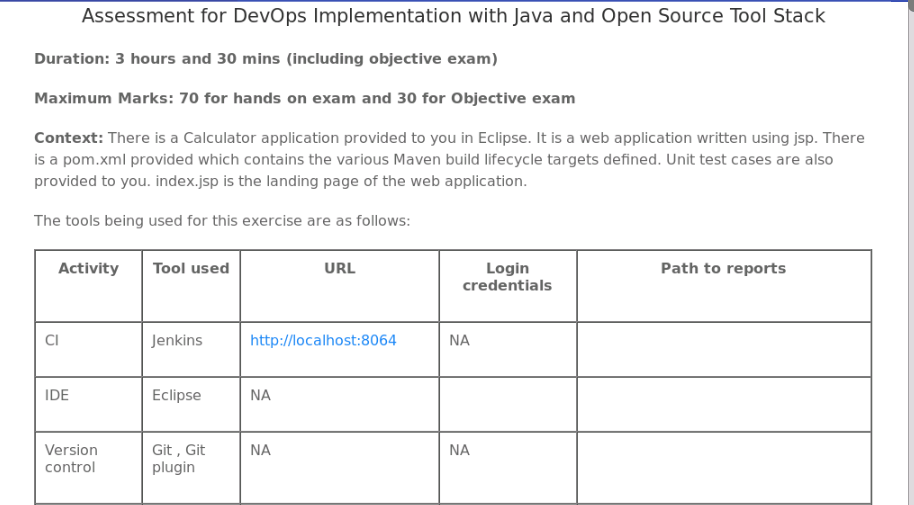 Assessment for DevOps Implementation with Java and Open Source Tool Stack
Duration: 3 hours and 30 mins (including objective exam)
Maximum Marks: 70 for hands on exam and 30 for Objective exam
Context: There is a Calculator application provided to you in Eclipse. It is a web application written using jsp. There
is a pom.xml provided which contains the various Maven build lifecycle targets defined. Unit test cases are also
provided to you. index.jsp is the landing page of the web application.
The tools being used for this exercise are as follows:
Activity Tool used URL Login Path to reports
credentials
CI Jenkins http://localhost:8064 NA
IDE Eclipse NA
Version Git , Git NA NA
control plugin